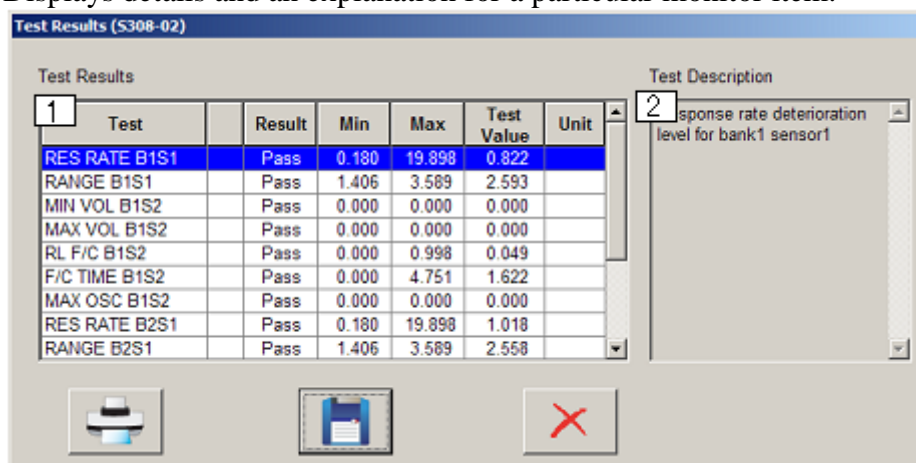 Displays details and an explanation for a particular monitor item.
Test Results (S308-02)
Test Results
1 Test Result Min Max Test Value Unit
RES RATE B1S1 Pass 0.180 19.898 0.822
RANGE B1S1 Pass 1.406 3.589 2.593
MIN VOL B1S2 Pass 0.000 0.000 0.000
MAX VOL B1S2 Pass 0.000 0.000 0.000
RL F/C B1S2 Pass 0.000 0.998 0.049
F/C TIME B1S2 Pass 0.000 4.751 1.622
MAX OSC B1S2 Pass 0.000 0.000 0.000
RES RATE B2S1 Pass 0.180 19.898 1.018
RANGE B2S1 Pass 1.406 3.589 2.558
Test Description
2 sponse rate deterioration
level for bank1 sensor1